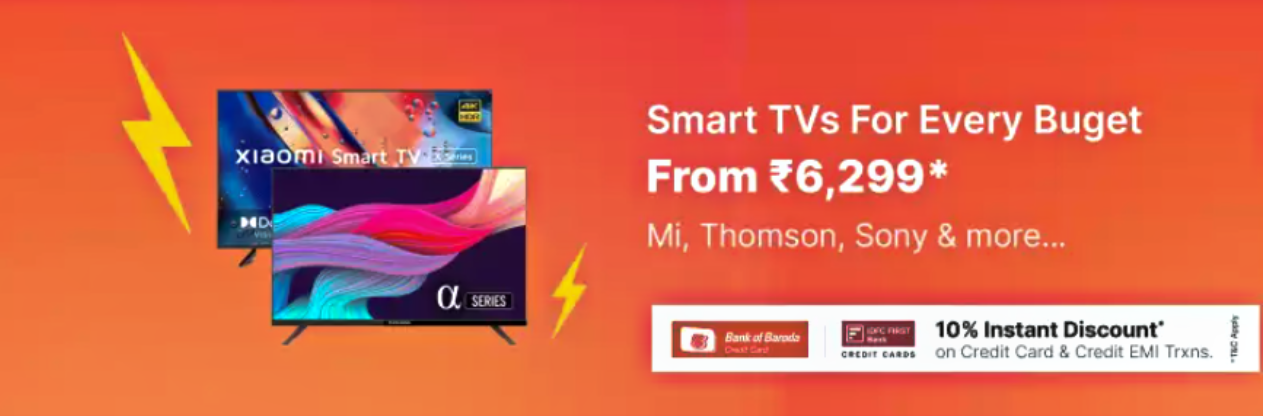 4K
HDR
xiaomi Smart TV X Series
α SERIES
Smart TVs For Every Buget
From ₹6,299*
Mi, Thomson, Sony & more...
Bank of Baroda
Credit Card
IDFC FIRST
Bank
CREDIT CARDS
10% Instant Discount*
on Credit Card & Credit EMI Trxns.
*T&C Apply